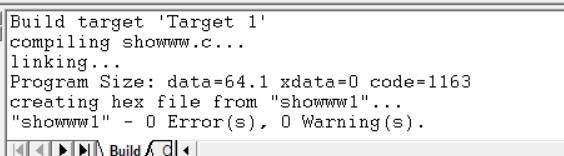 Build target 'Target 1'
compiling showww.c...
linking...
Program Size: data=64.1 xdata=0 code=1163
creating hex file from "showww1"...
"showww1" - 0 Error(s), 0 Warning(s).
Build